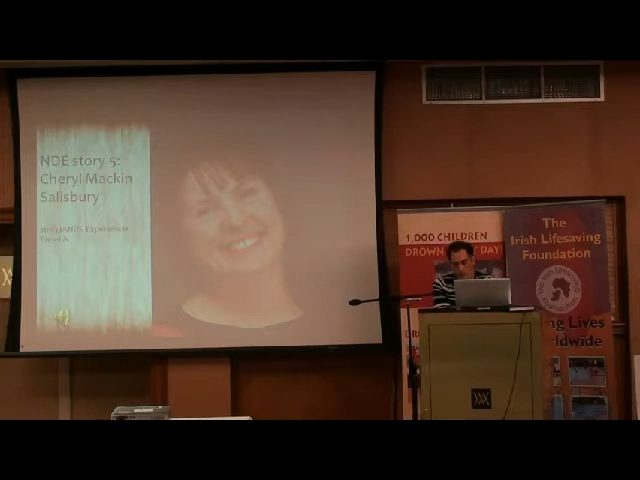 NDE story 5:
Cheryl Mackin
Salisbury
1,000 CHILDREN
DROWN DAY!
The
Irish Lifesaving
Foundation
Lives
ldwide